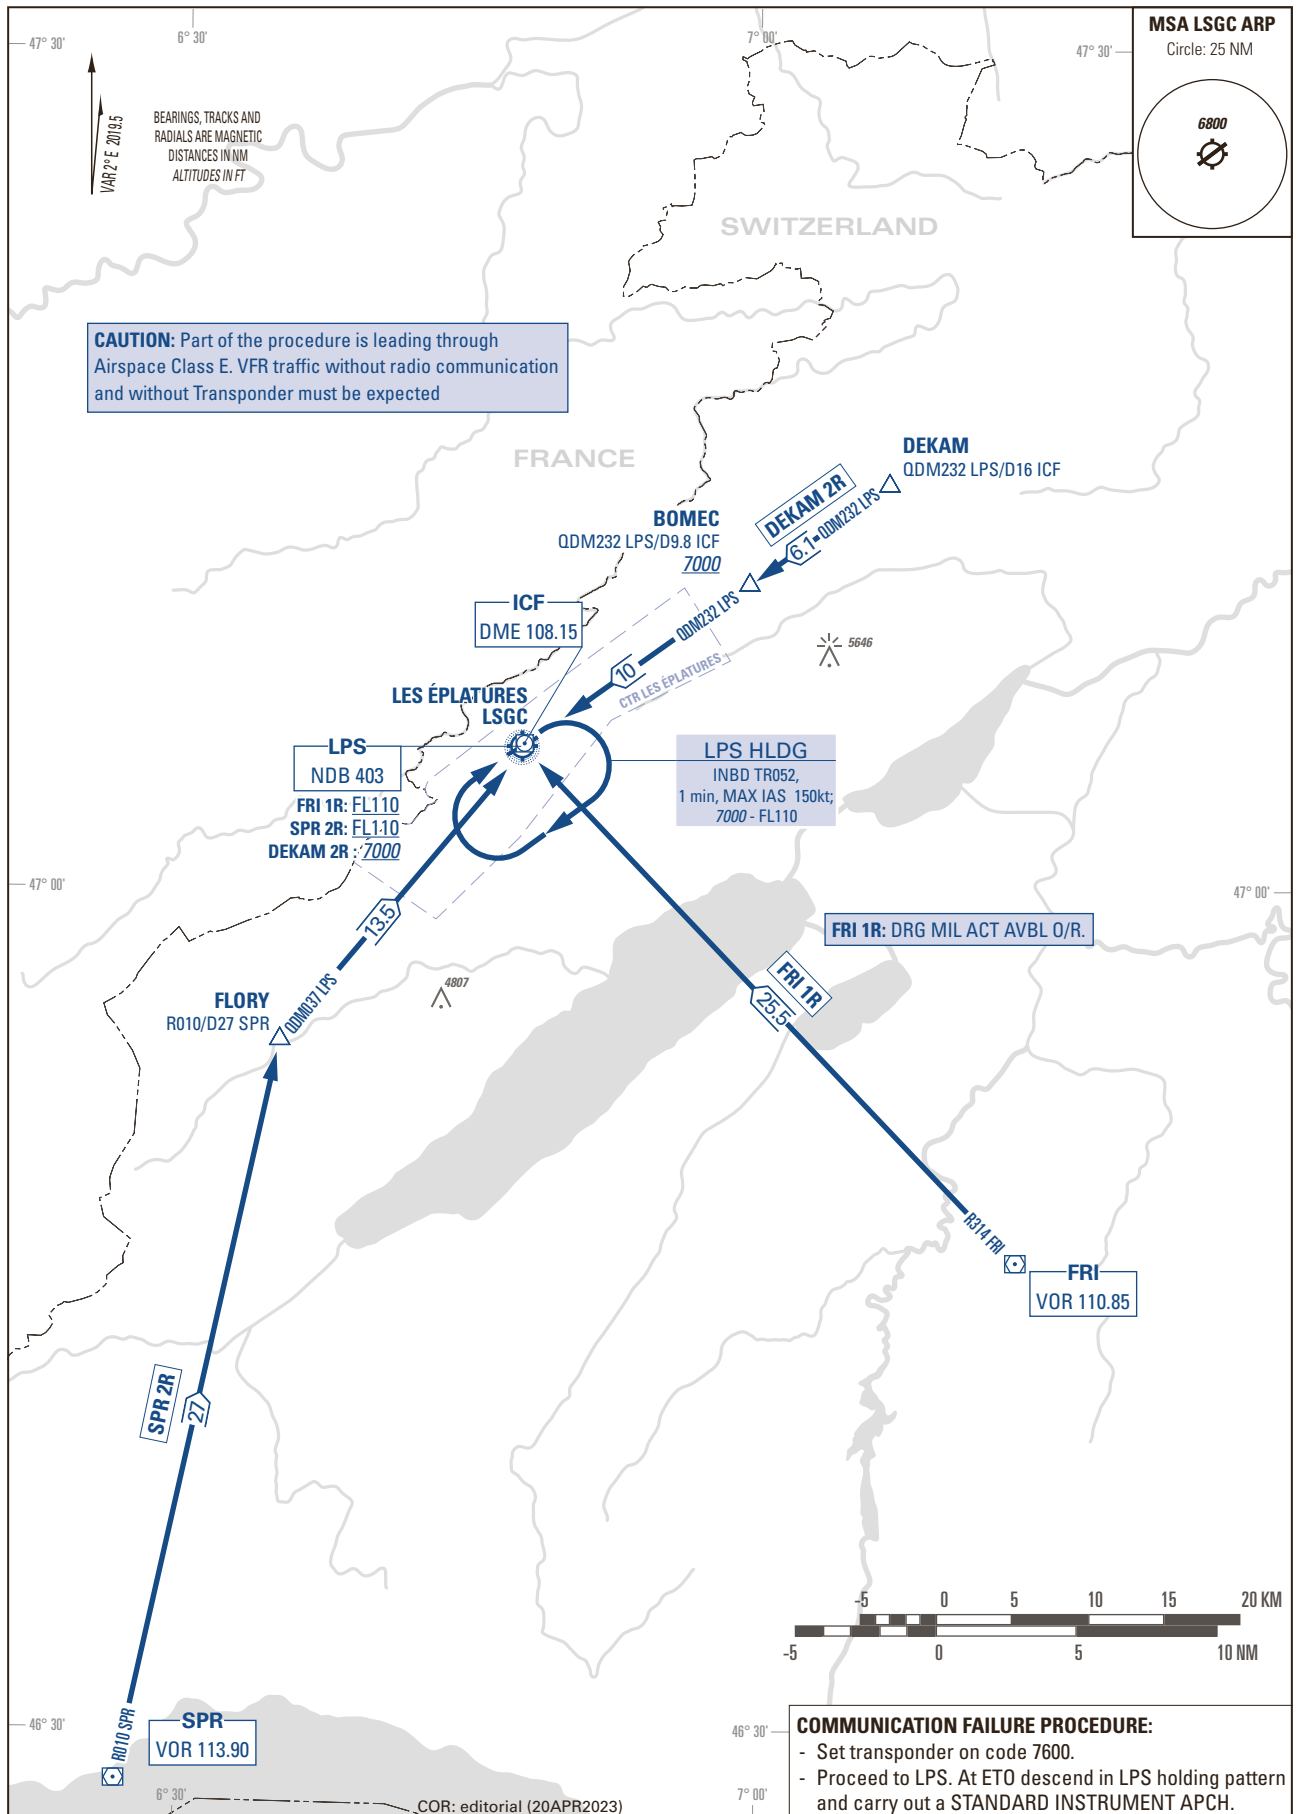 47° 30'
6° 30'
7° 00'
47° 30'
MSA LSGC ARP
Circle: 25 NM
6800
VAR 2° E 2019.5
BEARINGS, TRACKS AND
RADIALS ARE MAGNETIC
DISTANCES IN NM
ALTITUDES IN FT
SWITZERLAND
CAUTION: Part of the procedure is leading through
Airspace Class E. VFR traffic without radio communication
and without Transponder must be expected
FRANCE
DEKAM
QDM232 LPS/D16 ICF
DEKAM 2R
6.1
QDM232 LPS
BOMEC
QDM232 LPS/D9.8 ICF
7000
QDM232 LPS
10
CTR LES ÉPLATURES
5646
ICF
DME 108.15
LES ÉPLATURES
LSGC
LPS
NDB 403
FRI 1R: FL110
SPR 2R: FL110
DEKAM 2R : 7000
LPS HLDG
INBD TR052,
1 min, MAX IAS 150kt;
7000 - FL110
47° 00'
47° 00'
13.5
FRI 1R: DRG MIL ACT AVBL O/R.
FRI 1R
25.5
4807
FLORY
R010/D27 SPR
QDM037 LPS
R314 FRI
FRI
VOR 110.85
SPR 2R
27
-5 0 5 10 15 20 KM
-5 0 5 10 NM
R010 SPR
46° 30'
SPR
VOR 113.90
46° 30'
6° 30'
7° 00'
COMMUNICATION FAILURE PROCEDURE:
- Set transponder on code 7600.
- Proceed to LPS. At ETO descend in LPS holding pattern
and carry out a STANDARD INSTRUMENT APCH.
COR: editorial (20APR2023)